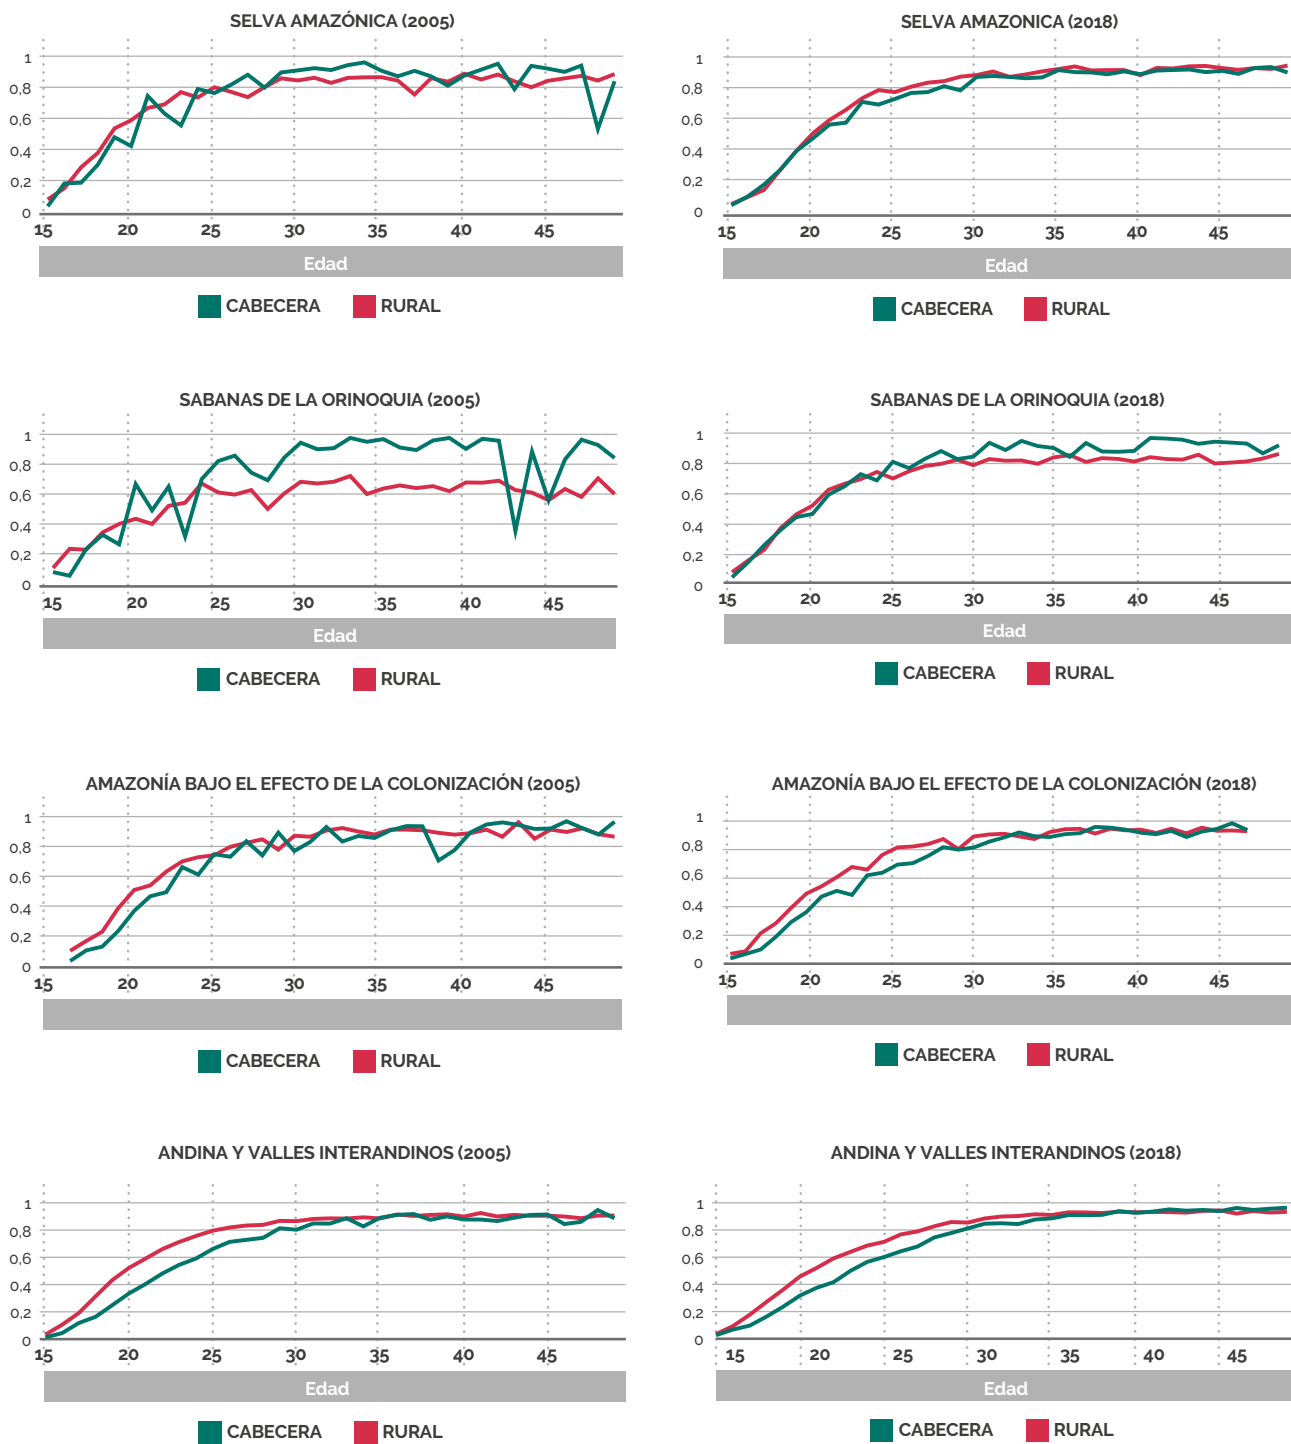 SELVA AMAZÓNICA (2005)
1
0,8
0,6
0,4
0,2
0
15 20 25 30 35 40 45
Edad
CABECERA RURAL
SELVA AMAZONICA (2018)
1
0,8
0,6
0,4
0,2
0
15 20 25 30 35 40 45
Edad
CABECERA RURAL
SABANAS DE LA ORINOQUIA (2005)
1
0,8
0,6
0,4
0,2
0
15 20 25 30 35 40 45
Edad
CABECERA RURAL
SABANAS DE LA ORINOQUIA (2018)
1
0,8
0,6
0,4
0,2
0
15 20 25 30 35 40 45
Edad
CABECERA RURAL
AMAZONÍA BAJO EL EFECTO DE LA COLONIZACIÓN (2005)
1
0,8
0,6
0,4
0,2
0
15 20 25 30 35 40 45
CABECERA RURAL
AMAZONÍA BAJO EL EFECTO DE LA COLONIZACIÓN (2018)
1
0,8
0,6
0,4
0,2
0
15 20 25 30 35 40 45
CABECERA RURAL
ANDINA Y VALLES INTERANDINOS (2005)
1
0,8
0,6
0,4
0,2
0
15 20 25 30 35 40 45
Edad
CABECERA RURAL
ANDINA Y VALLES INTERANDINOS (2018)
1
0,8
0,6
0,4
0,2
0
15 20 25 30 35 40 45
Edad
CABECERA RURAL